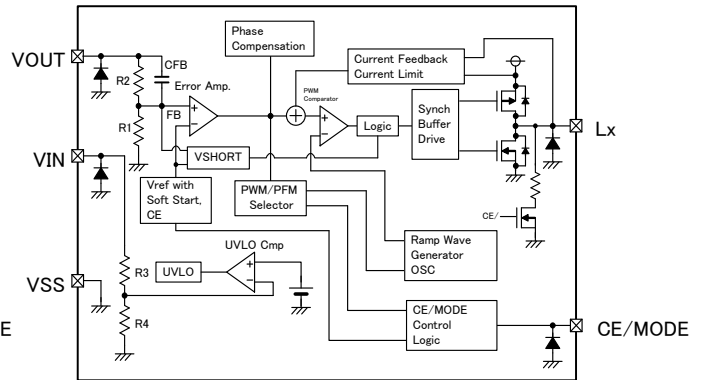 Phase
Compensation
VOUT
R2
CFB
Error Amp.
FB
R1
+
-
PWM
Comparator
+
-
Current Feedback
Current Limit
Logic
Synch
Buffer
Drive
Lx
VIN
VSHORT
Vref with
Soft Start,
CE
PWM/PFM
Selector
CE/
Ramp Wave
Generator
OSC
UVLO Cmp
UVLO
+
-
R3
R4
VSS
CE/MODE
Control
Logic
CE/MODE
E